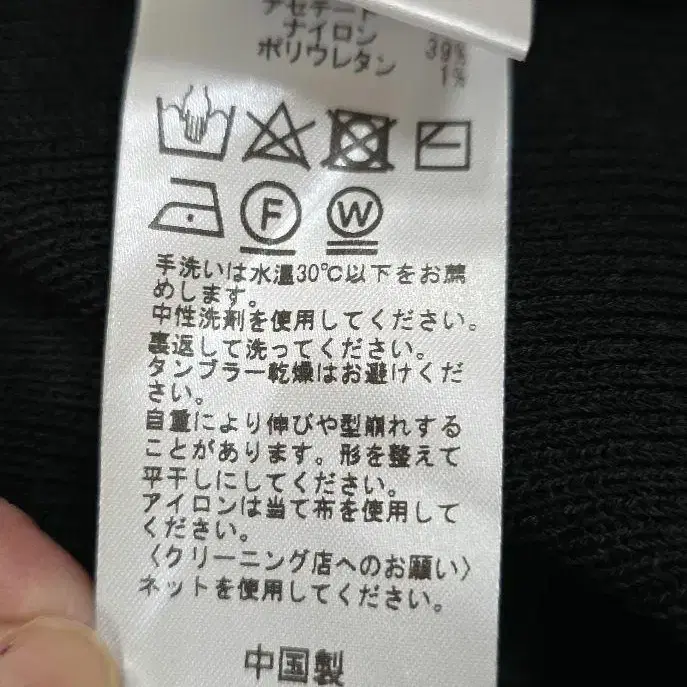 アセテート
ナイロン 39%
ポリウレタン 1%
F W
手洗いは水温30℃以下をお薦
めします。
中性洗剤を使用してください。
裏返して洗ってください。
タンブラー乾燥はお避けくだ
さい。
自重により伸びや型崩れする
ことがあります。形を整えて
平干しにしてください。
アイロンは当て布を使用して
ください。
〈クリーニング店へのお願い〉
ネットを使用してください。
中国製